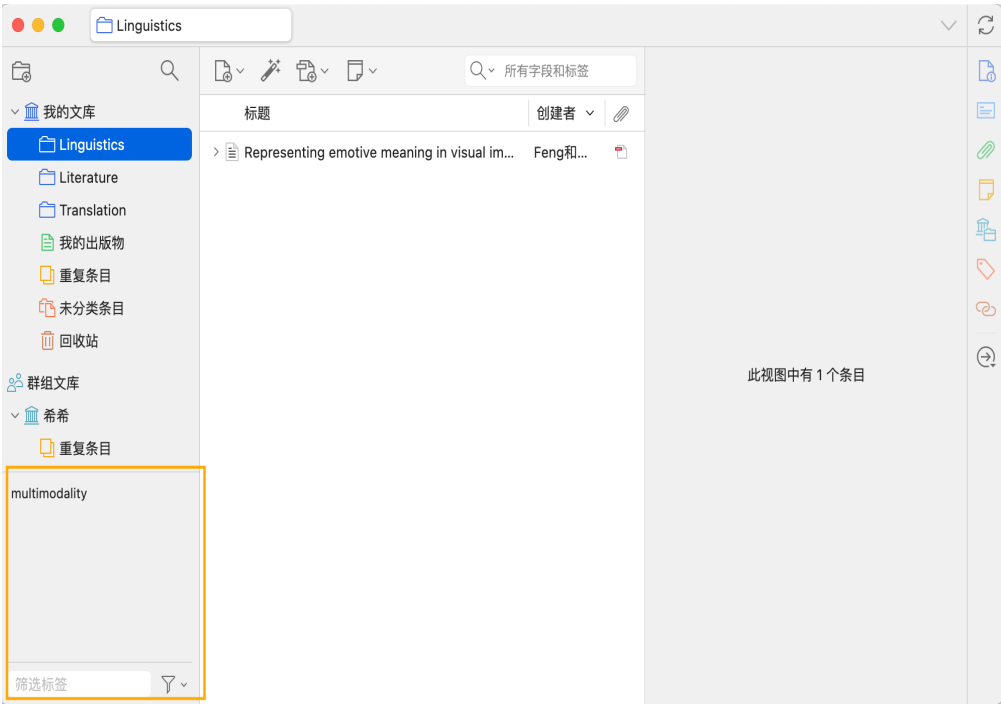 Linguistics
所有字段和标签
我的文库
标题
创建者
Linguistics
Representing emotive meaning in visual im...
Feng和...
Literature
Translation
我的出版物
重复条目
未分类条目
回收站
此视图中有 1 个条目
群组文库
希希
重复条目
multimodality
筛选标签